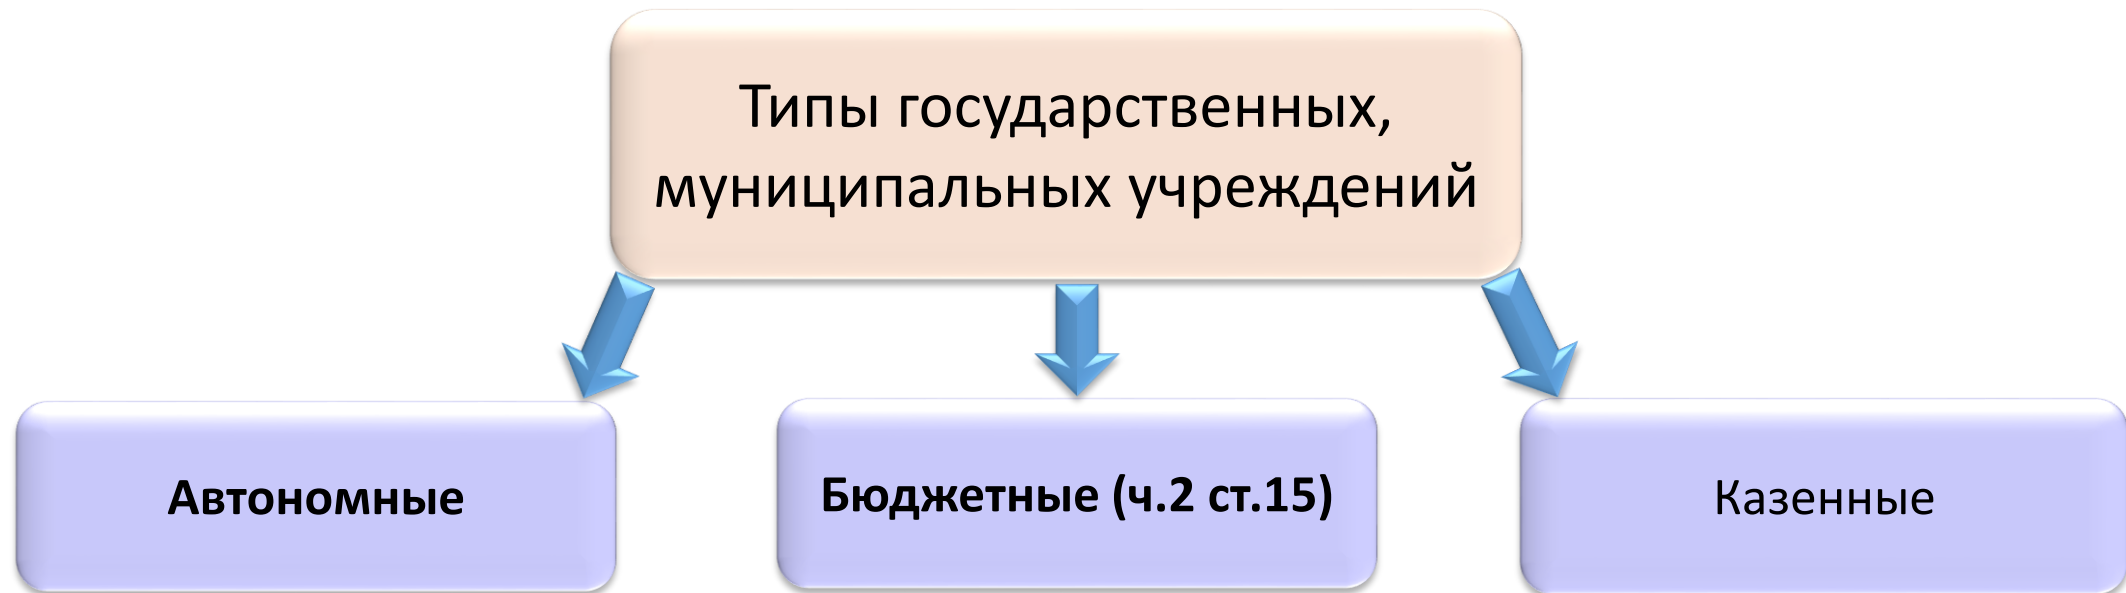 Типы государственных,
муниципальных учреждений
Автономные
Бюджетные (ч.2 ст.15)
Казенные